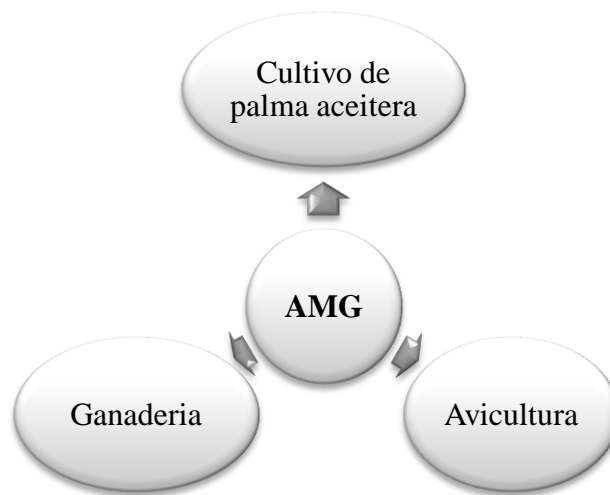 Cultivo de
palma aceitera
AMG
Ganaderia
Avicultura